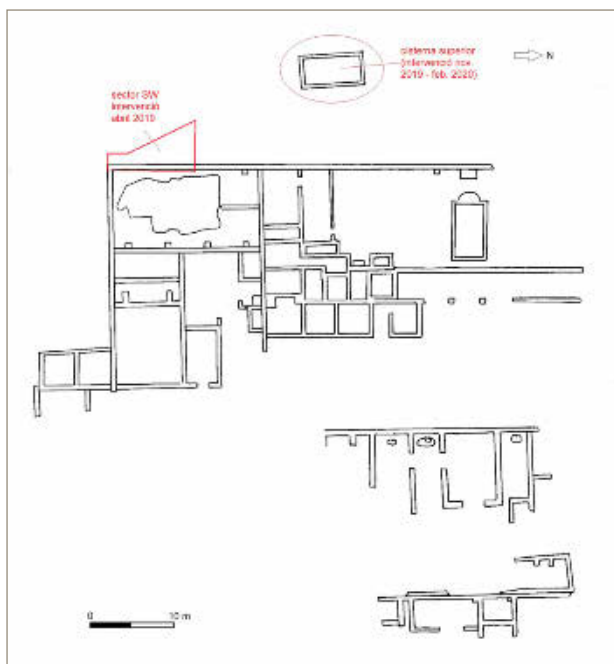 cisterna superior
(intervenció nov.
2019 - feb. 2020)
N
sector SW
intervenció
abril 2019
0
10 m